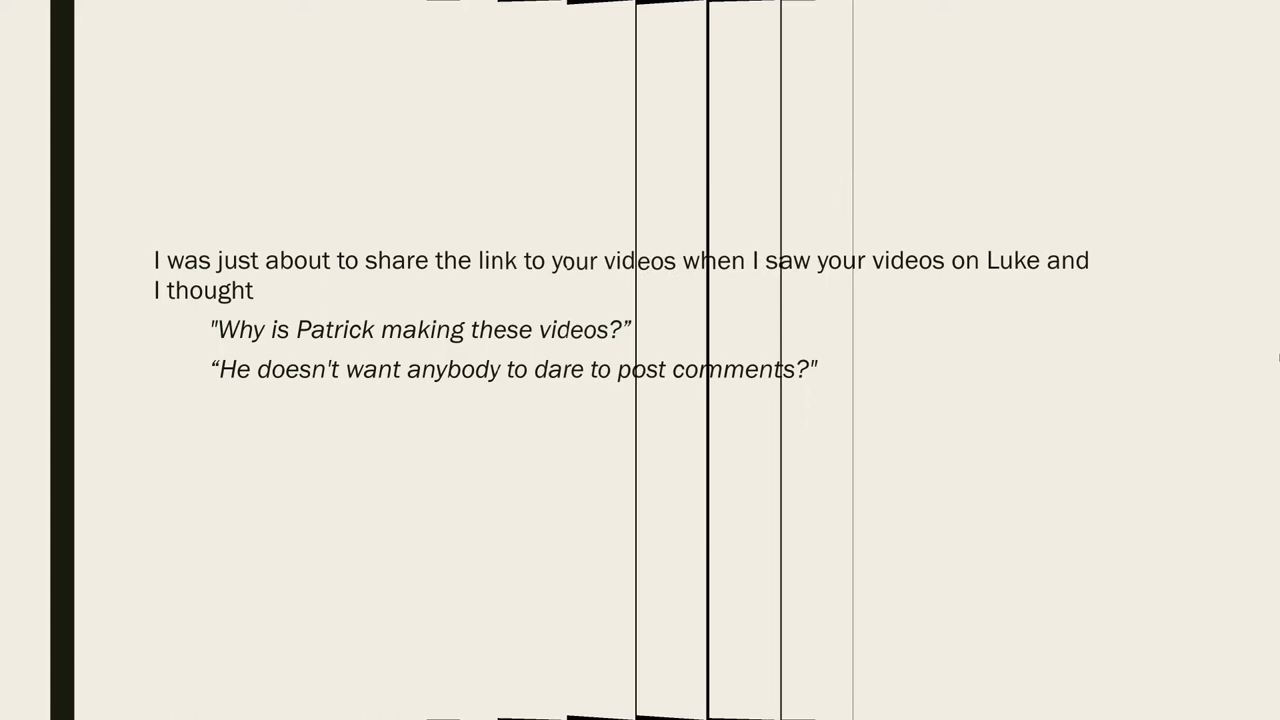 I was just about to share the link to your videos when I saw your videos on Luke and
I thought
"Why is Patrick making these videos?”
“He doesn't want anybody to dare to post comments?"